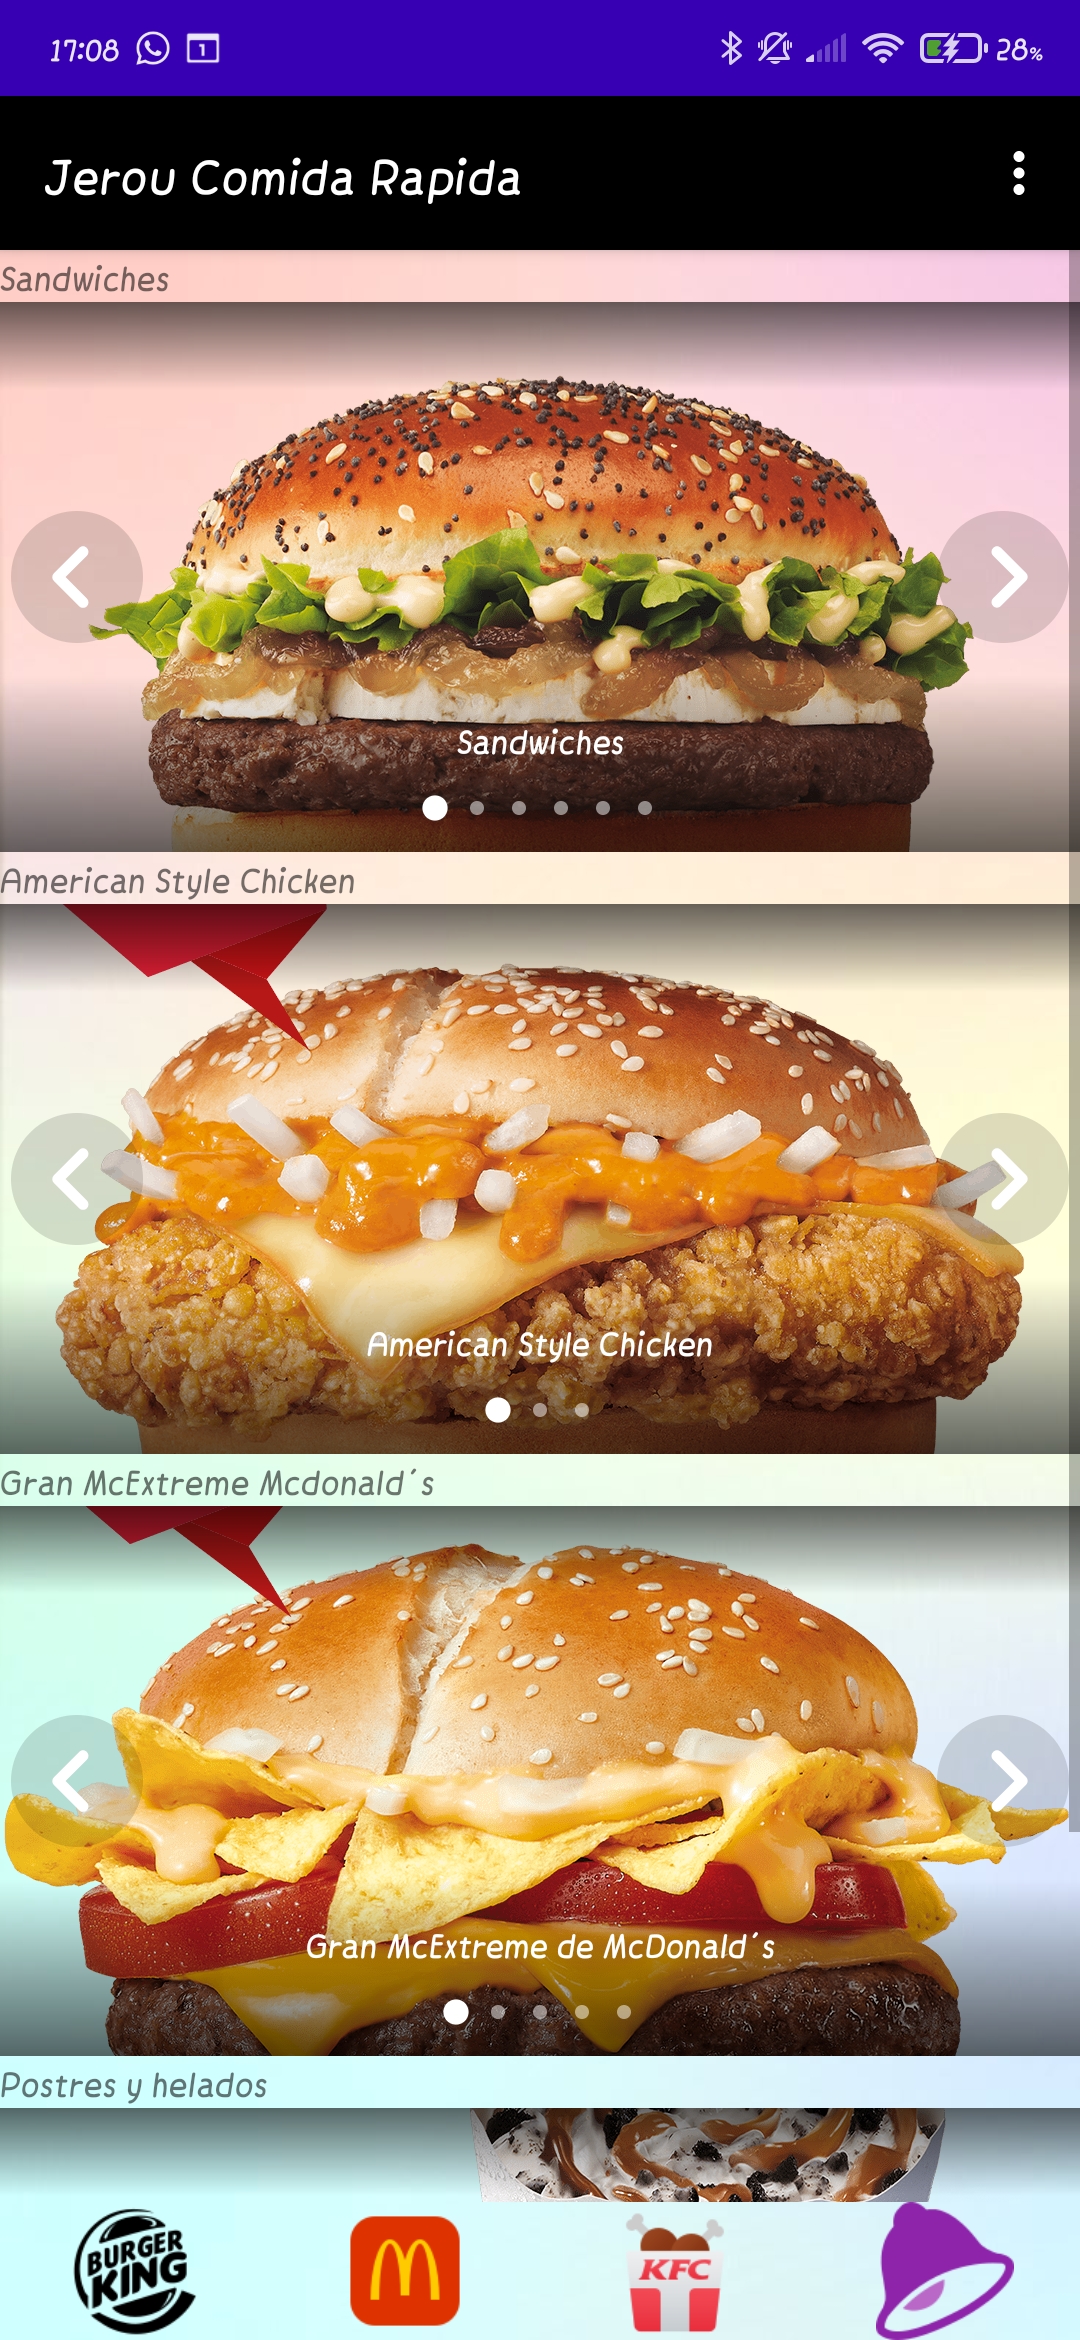 17:08
1
28%
Jerou Comida Rapida
Sandwiches
Sandwiches
American Style Chicken
American Style Chicken
Gran McExtreme Mcdonald´s
Gran McExtreme de McDonald´s
Postres y helados
BURGER
KING
KFC